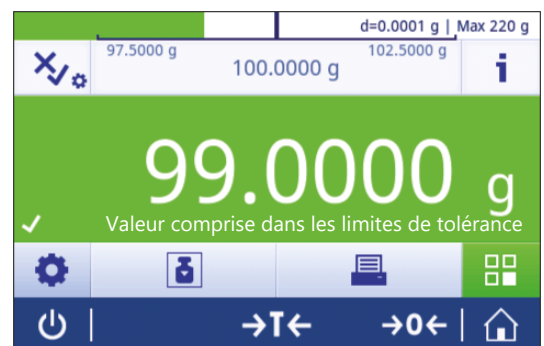 d=0.0001 g | Max 220 g
97.5000 g 102.5000 g
100.0000 g
i
99.0000 g
Valeur comprise dans les limites de tolérance
→T← →0←